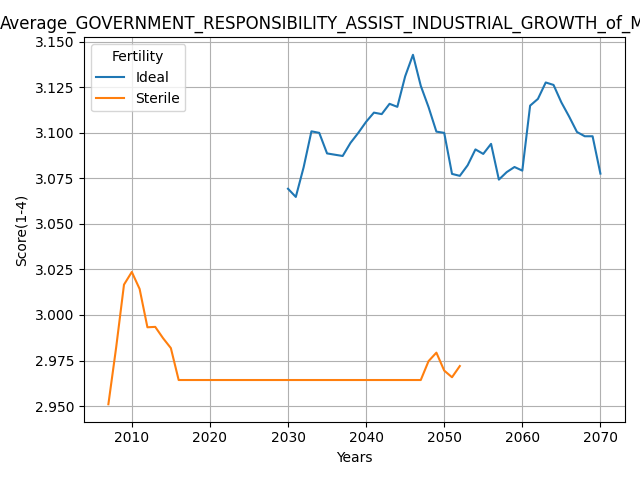 Average_GOVERNMENT_RESPONSIBILITY_ASSIST_INDUSTRIAL_GROWTH_of_M
3.150
3.125
3.100
3.075
3.050
3.025
3.000
2.975
2.950
Score(1-4)
Fertility
Ideal
Sterile
2010 2020 2030 2040 2050 2060 2070
Years